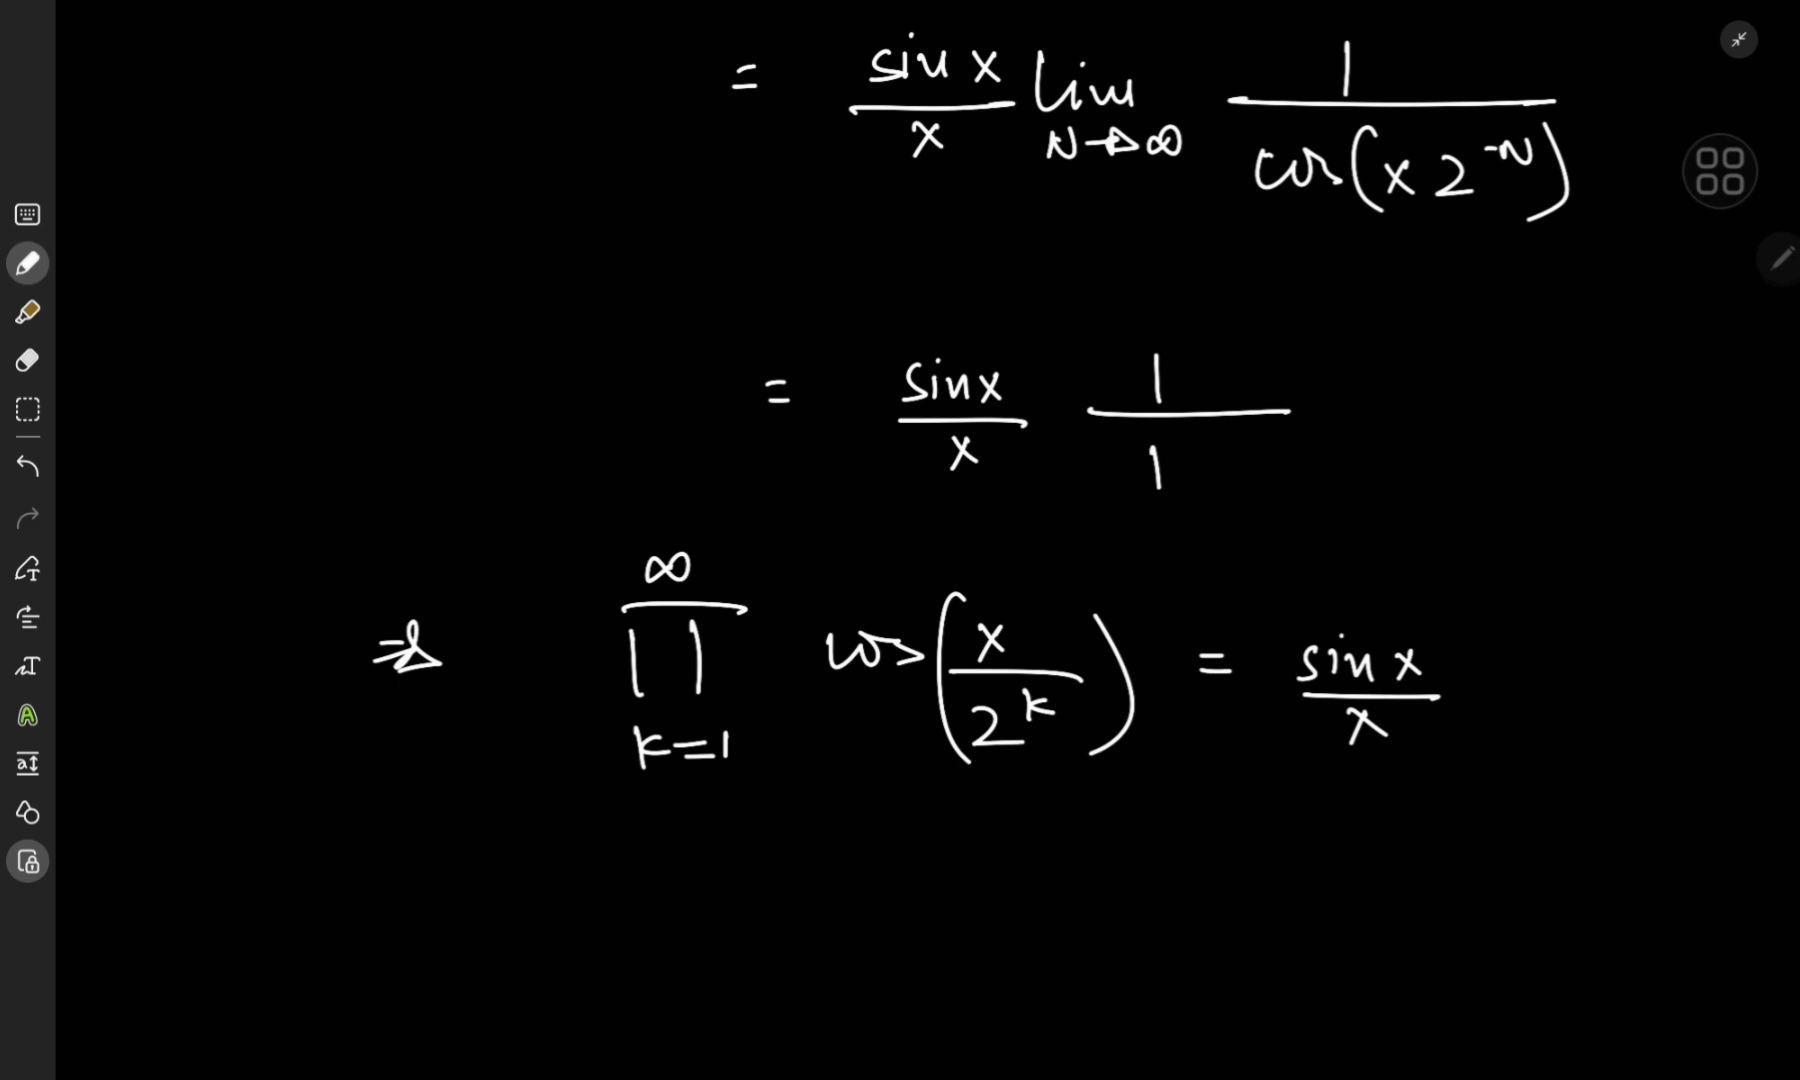 = sin x / x lim N→∞ 1 / cos(x 2^-N)
= sin x / x 1 / 1
⇒ ∏ k=1 ∞ cos(x / 2^k) = sin x / x